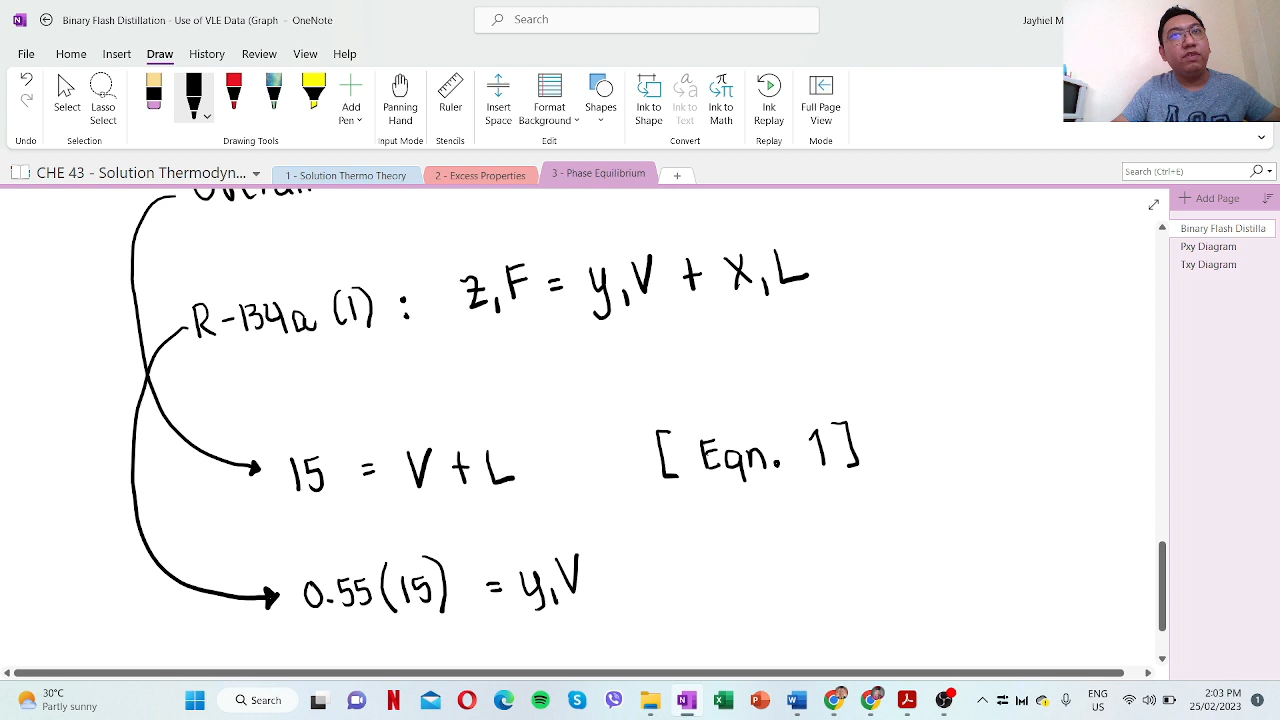 Binary Flash Distillation - Use of VLE Data (Graph - OneNote
Search
Jayhiel M
File Home Insert Draw History Review View Help
Select
Lasso Select
Add Pen
Panning Hand
Ruler
Insert Space
Format Background
Shapes
Ink to Shape
Ink to Text
Ink to Math
Ink Replay
Full Page View
Undo
Drawing Tools
Input Mode
Stencils
Edit
Convert
Replay
View
CHE 43 - Solution Thermodyn...
1 - Solution Thermo Theory
2 - Excess Properties
3 - Phase Equilibrium
+
Search (Ctrl+E)
Add Page
Binary Flash Distilla
Pxy Diagram
Txy Diagram
Overall
R-134a (1) : z₁F = y₁V + x₁L
15 = V + L [Eqn. 1]
0.55(15) = y₁V
30°C
Parly sunny
Search
ENG
US
2:03 PM
25/02/2023
1